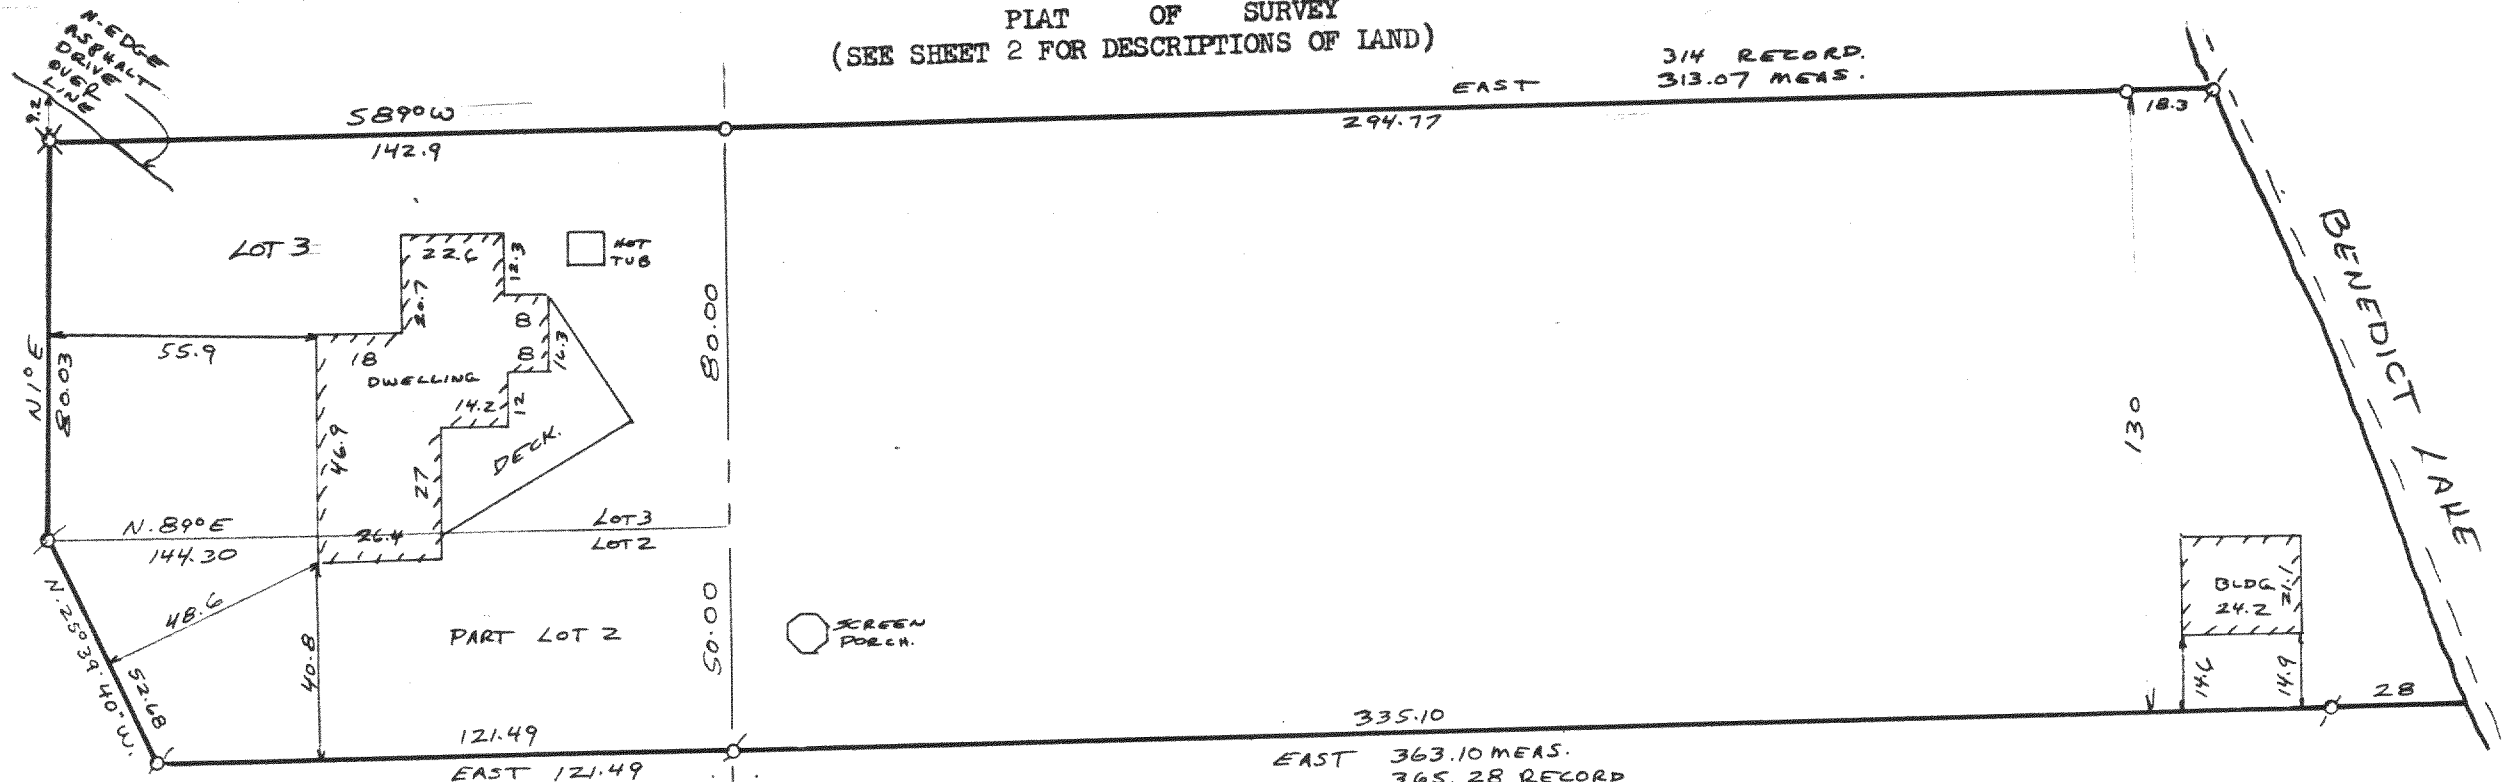 PLAT OF SURVEY
(SEE SHEET 2 FOR DESCRIPTIONS OF LAND)
N. EDGE
ASPHALT
DRIVE
OVER
LINE
9.2
S89°W
142.9
EAST
314 RECORD.
313.07 MEAS.
294.77
18.3
LOT 3
22.6
12.3
HOT
TUB
20.7
55.9
18
8
8
14.3
DWELLING
14.2
12
N1°E
80.03
46.9
27
DECK.
80.00
130
BENEDICT LAKE
N.89°E
144.30
26.4
LOT 3
LOT 2
48.6
N.25°39'40"W.
52.68
40.8
PART LOT 2
50.00
SCREEN
PORCH.
BLDG
24.2
21.1
14.6
14.9
28
121.49
EAST 121.49
335.10
EAST 363.10 MEAS.
365.28 RECORD